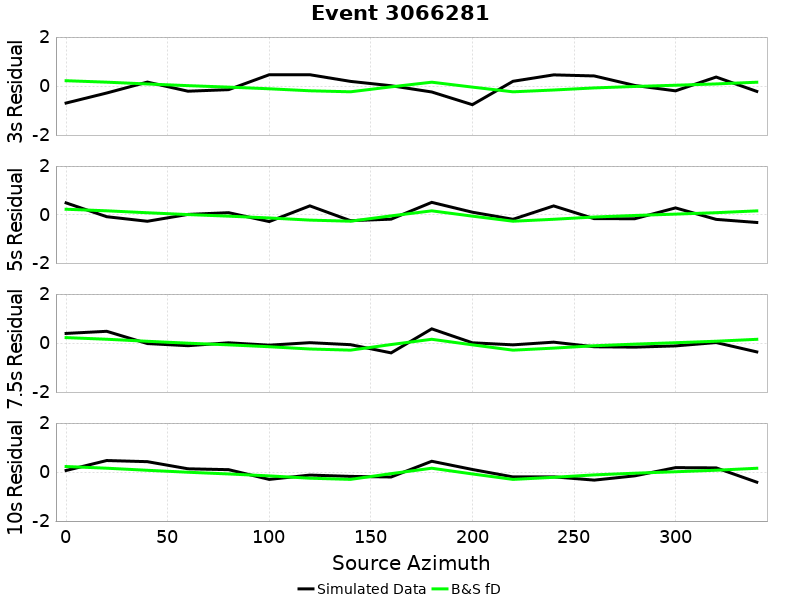 Event 3066281
3s Residual
2
0
-2
5s Residual
2
0
-2
7.5s Residual
2
0
-2
10s Residual
2
0
-2
0 50 100 150 200 250 300
Source Azimuth
Simulated Data B&S fD